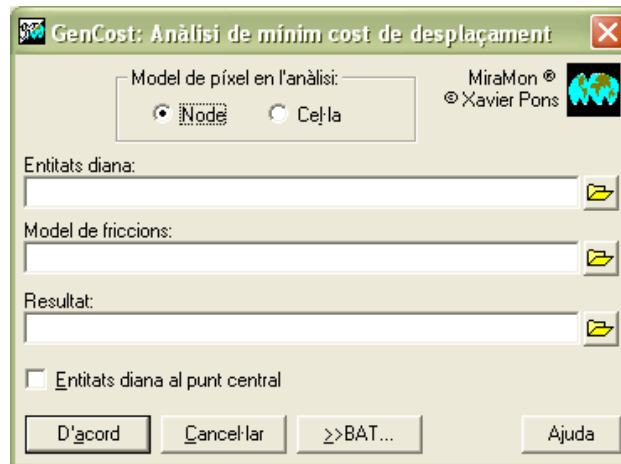 GenCost: Anàlisi de mínim cost de desplaçament
Model de píxel en l'anàlisi:
Node
Cel·la
MiraMon ®
© Xavier Pons
Entitats diana:
Model de friccions:
Resultat:
Entitats diana al punt central
D'acord
Cancel·lar
>>BAT...
Ajuda